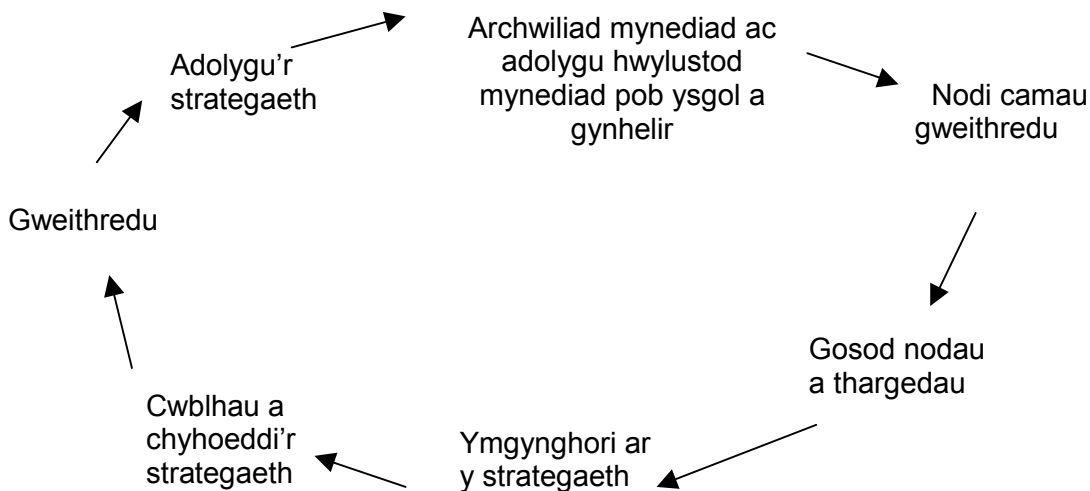 Archwiliad mynediad ac
adolygu hwylustod
mynediad pob ysgol a
gynhelir
Nodi camau
gweithredu
Gosod nodau
a thargedau
Ymgynghori ar
y strategaeth
Cwblhau a
chyhoeddi’r
strategaeth
Gweithredu
Adolygu’r
strategaeth